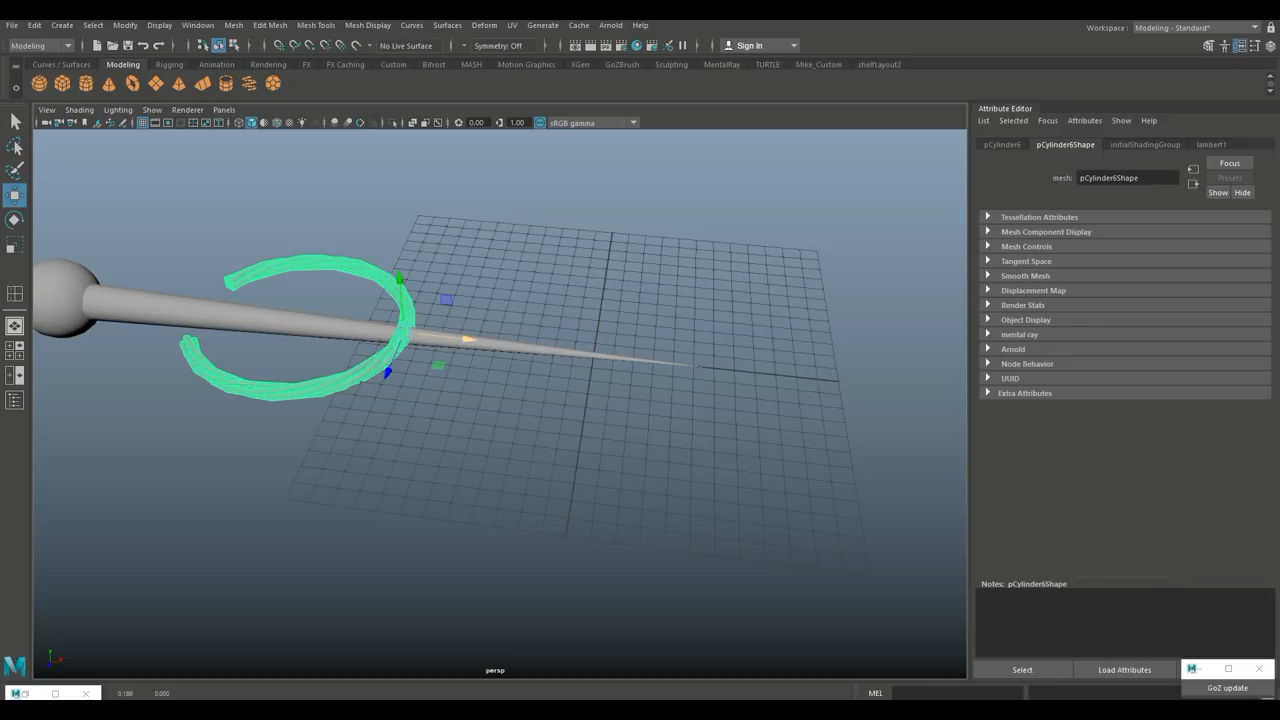 File Edit Create Select Modify Display Windows Mesh Edit Mesh Mesh Tools Mesh Display Curves Surfaces Deform UV Generate Cache Arnold Help
Workspace: Modeling - Standard*
Modeling No Live Surface Symmetry: Off Sign In
Curves / Surfaces Modeling Rigging Animation Rendering FX FX Caching Custom Bifrost MASH Motion Graphics XGen GoZBrush Sculpting MentalRay TURTLE Mike_Custom shelfLayout2
View Shading Lighting Show Renderer Panels
0.00 1.00 sRGB gamma
Attribute Editor
List Selected Focus Attributes Show Help
pCylinder6 pCylinder6Shape initialShadingGroup lambert1
Focus
mesh: pCylinder6Shape Presets
Show Hide
Tessellation Attributes
Mesh Component Display
Mesh Controls
Tangent Space
Smooth Mesh
Displacement Map
Render Stats
Object Display
mental ray
Arnold
Node Behavior
UUID
Extra Attributes
Notes: pCylinder6Shape
persp
Select Load Attributes
GoZ update
0.186 0.000 MEL